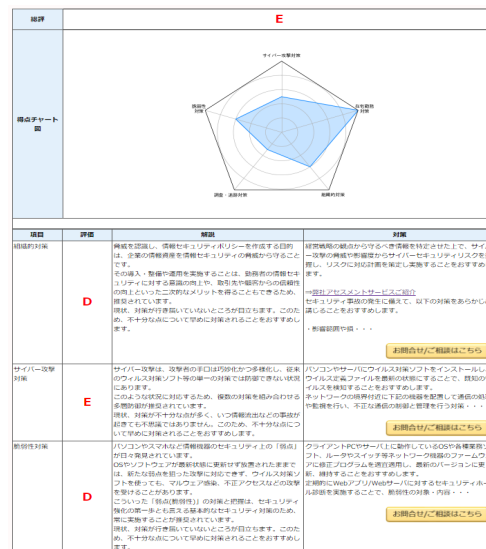 総評
E
得点チャート
図
サイバー攻撃対策
在宅勤務
対策
組織的対策
調査・追跡対策
脆弱性
対策
項目
評価
解説
対策
組織的対策
D
脅威を認識し、情報セキュリティポリシーを作成する目的
は、企業の情報資産を情報セキュリティの脅威から守ること
です。
その導入・整備や運用を実施することは、勤務者の情報セキュ
リティに対する意識の向上や、取引先や顧客からの信頼性
の向上といった二次的なメリットを得ることもできるため、
推奨されています。
現状、対策が行き届いていないところが目立ちます。このた
め、不十分な点について早めに対策されることをおすすめし
ます。
経営戦略の観点から守るべき情報を特定させた上で、サイバ
ー攻撃の脅威や影響度からサイバーセキュリティリスクを把
握し、リスクに対応計画を策定し実施することをおすすめし
ます。
⇒弊社アセスメントサービスご紹介
セキュリティ事故の発生に備えて、以下の対策をあらかじめ
講じることをおすすめします。
・影響範囲や損・・・
お問合せ/ご相談はこちら
サイバー攻撃
対策
E
サイバー攻撃は、攻撃者の手口は巧妙化かつ多様化し、従来
のウィルス対策ソフト等の単一の対策では防御できない状況
にあります。
このような状況に対応するため、複数の対策を組み合わせる
多層防御が推奨されています。
現状、対策が不十分な点が多く、いつ情報流出などの事故が
起きても不思議ではありません。このため、不十分な点につ
いて早めに対策されることをおすすめします。
パソコンやサーバにウイルス対策ソフトをインストールし、
ウイルス定義ファイルを最新の状態にすることで、既知のウ
イルスを検知することをおすすめします。
ネットワークの境界付近に下記の機器を配置して通信の処理
や監視を行い、不正な通信の制御と管理を行う対策・・・
お問合せ/ご相談はこちら
脆弱性対策
D
パソコンやスマホなど情報機器のセキュリティ上の「弱点」
が日々発見されています。
OSやソフトウェアが最新状態に更新せず放置されたままで
は、新たな弱点を狙った攻撃に対応できず、ウイルス対策ソ
フトを使っても、マルウェア感染、不正アクセスなどの攻撃
を受けることがあります。
こういった「弱点(脆弱性)」の対策と把握は、セキュリティ
強化の第一歩とも言える基本的なセキュリティ対策のため、
常に実施することが推奨されています。
現状、対策が行き届いていないところが目立ちます。このた
め、不十分な点について早めに対策されることをおすすめし
ます。
クライアントPCやサーバ上に動作しているOSや各種業務ソ
フト、ルータやスイッチ等ネットワーク機器のファームウェ
アに修正プログラムを適宜適用し、最新のバージョンに更
新、維持することをおすすめします。
定期的にWebアプリ/Webサーバに対するセキュリティホー
ル診断を実施することで、脆弱性の対象・内容・・・
お問合せ/ご相談はこちら